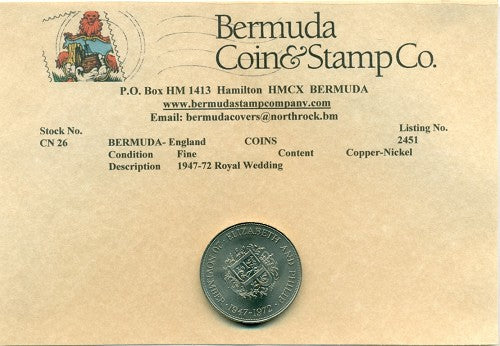 Bermuda
Coin&Stamp Co.
P.O. Box HM 1413 Hamilton HMCX BERMUDA
www.bermudastampcompany.com
Email: bermudacovers@northrock.bm
Stock No. Listing No.
CN 26 BERMUDA- England COINS 2451
Condition Fine Content Copper-Nickel
Description 1947-72 Royal Wedding
ELIZABETH AND PHILIP
20 NOVEMBER
1947-1972